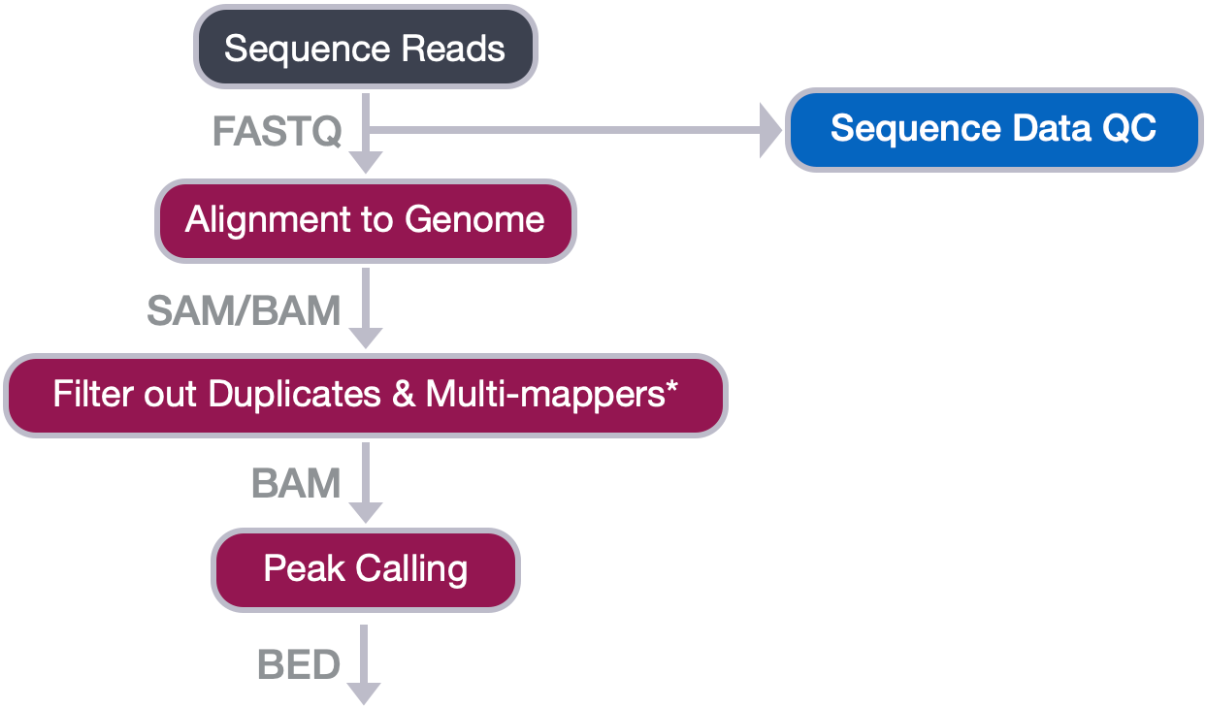 Sequence Reads
FASTQ
Sequence Data QC
Alignment to Genome
SAM/BAM
Filter out Duplicates & Multi-mappers*
BAM
Peak Calling
BED